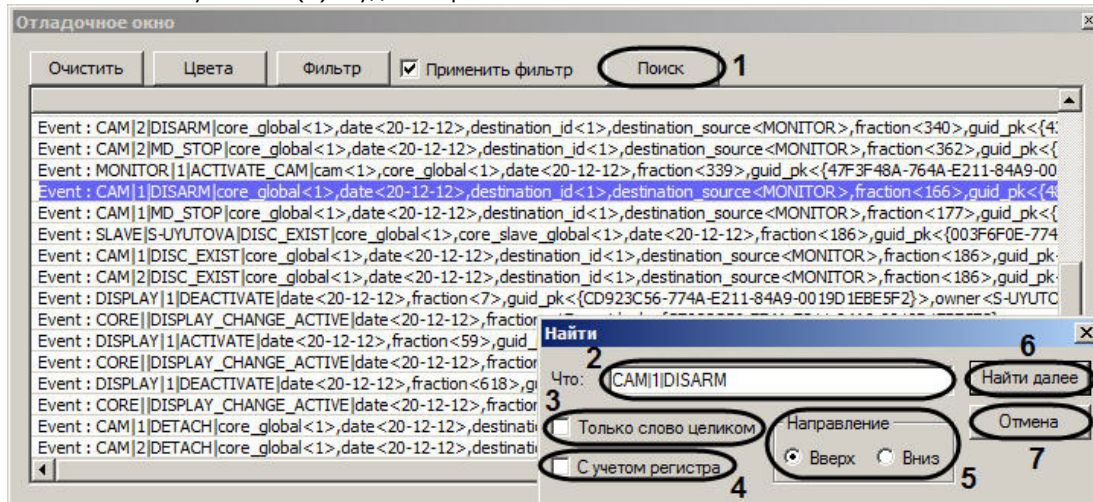 Отладочное окно
Очистить Цвета Фильтр Применить фильтр Поиск 1
Event : CAM|2|DISARM|core_global<1>,date<20-12-12>,destination_id<1>,destination_source<MONITOR>,fraction<340>,guid_pk<{43
Event : CAM|2|MD_STOP|core_global<1>,date<20-12-12>,destination_id<1>,destination_source<MONITOR>,fraction<362>,guid_pk<{
Event : MONITOR|1|ACTIVATE_CAM|cam<1>,core_global<1>,date<20-12-12>,fraction<339>,guid_pk<{47F3F48A-764A-E211-84A9-00
Event : CAM|1|DISARM|core_global<1>,date<20-12-12>,destination_id<1>,destination_source<MONITOR>,fraction<166>,guid_pk<{48
Event : CAM|1|MD_STOP|core_global<1>,date<20-12-12>,destination_id<1>,destination_source<MONITOR>,fraction<177>,guid_pk<{
Event : SLAVE|S-UYUTOVA|DISC_EXIST|core_global<1>,core_slave_global<1>,date<20-12-12>,fraction<186>,guid_pk<{003F6F0E-774
Event : CAM|1|DISC_EXIST|core_global<1>,date<20-12-12>,destination_id<1>,destination_source<MONITOR>,fraction<186>,guid_pk
Event : CAM|2|DISC_EXIST|core_global<1>,date<20-12-12>,destination_id<1>,destination_source<MONITOR>,fraction<186>,guid_pk
Event : DISPLAY|1|DEACTIVATE|date<20-12-12>,fraction<7>,guid_pk<{CD923C56-774A-E211-84A9-0019D1EBE5F2}>,owner<S-UYUTO
Event : CORE||DISPLAY_CHANGE_ACTIVE|date<20-12-12>,fraction
Event : DISPLAY|1|ACTIVATE|date<20-12-12>,fraction<59>,guid_
Event : CORE||DISPLAY_CHANGE_ACTIVE|date<20-12-12>,fraction
Event : DISPLAY|1|DEACTIVATE|date<20-12-12>,fraction<618>,gu
Event : CORE||DISPLAY_CHANGE_ACTIVE|date<20-12-12>,fraction
Event : CAM|1|DETACH|core_global<1>,date<20-12-12>,destinati
Event : CAM|2|DETACH|core_global<1>,date<20-12-12>,destinati
Найти
2 6
Что: CAM|1|DISARM Найти далее
3
Только слово целиком Направление Отмена
С учетом регистра Вверх Вниз 7
4 5